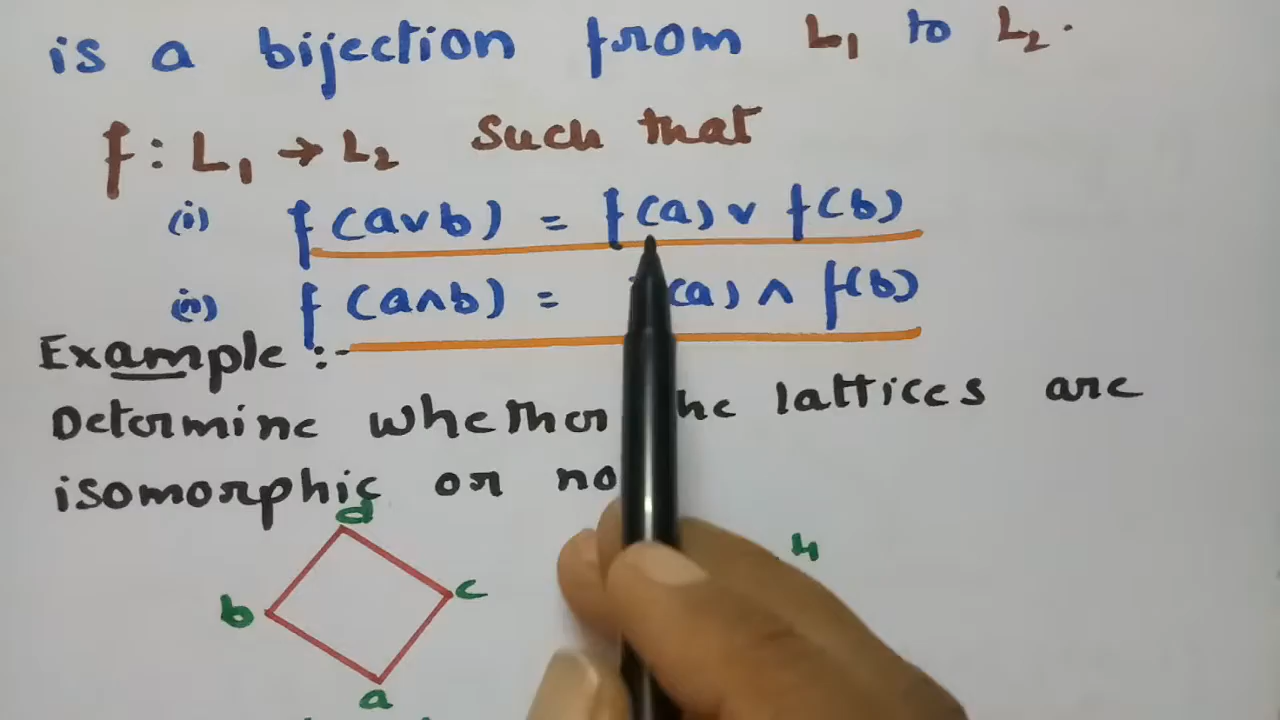 is a bijection from L1 to L2.
f : L1 → L2 such that
(i) f(a∨b) = f(a) ∨ f(b)
(ii) f(a∧b) = (a) ∧ f(b)
Example :-
Determine whether the lattices are
isomorphic or no
d
4
b
c
a